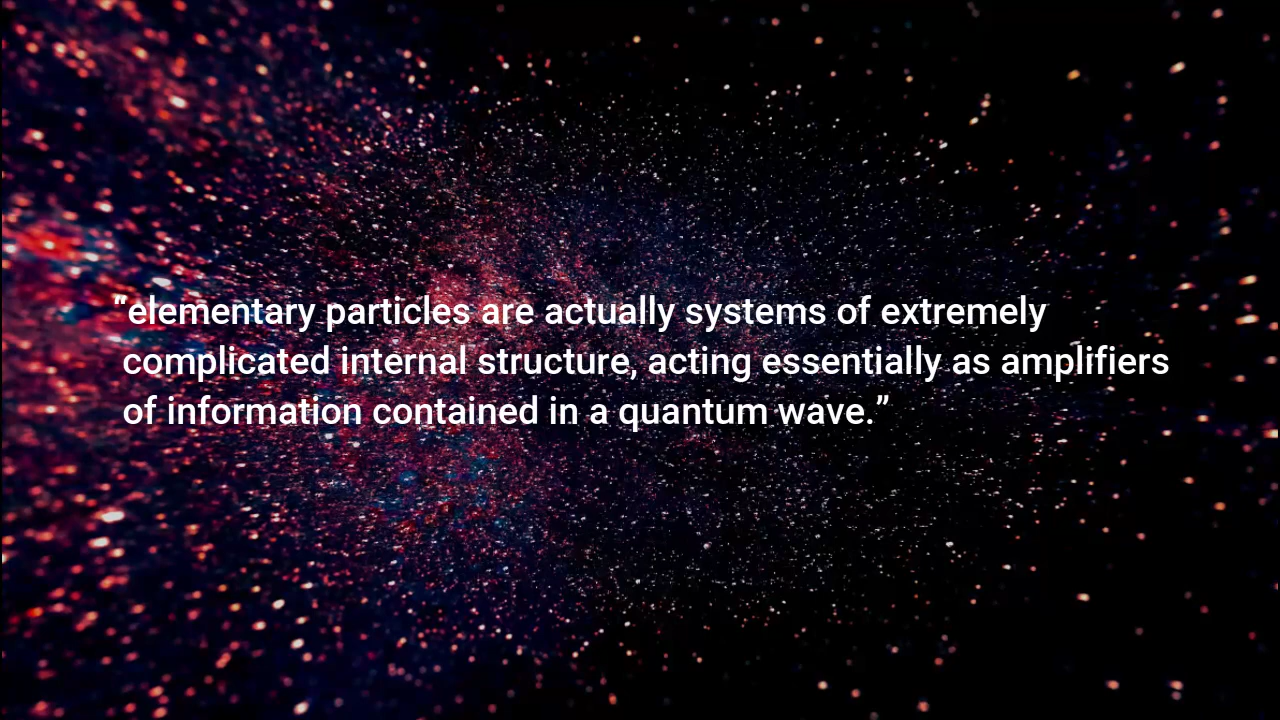 “elementary particles are actually systems of extremely
complicated internal structure, acting essentially as amplifiers
of information contained in a quantum wave.”